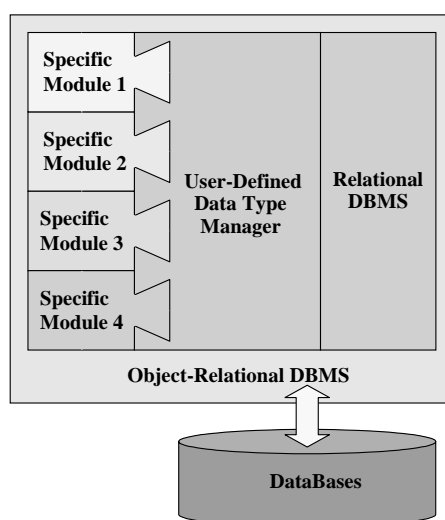 Specific
Module 1
Specific
Module 2
Specific
Module 3
Specific
Module 4
User-Defined
Data Type
Manager
Relational
DBMS
Object-Relational DBMS
DataBases